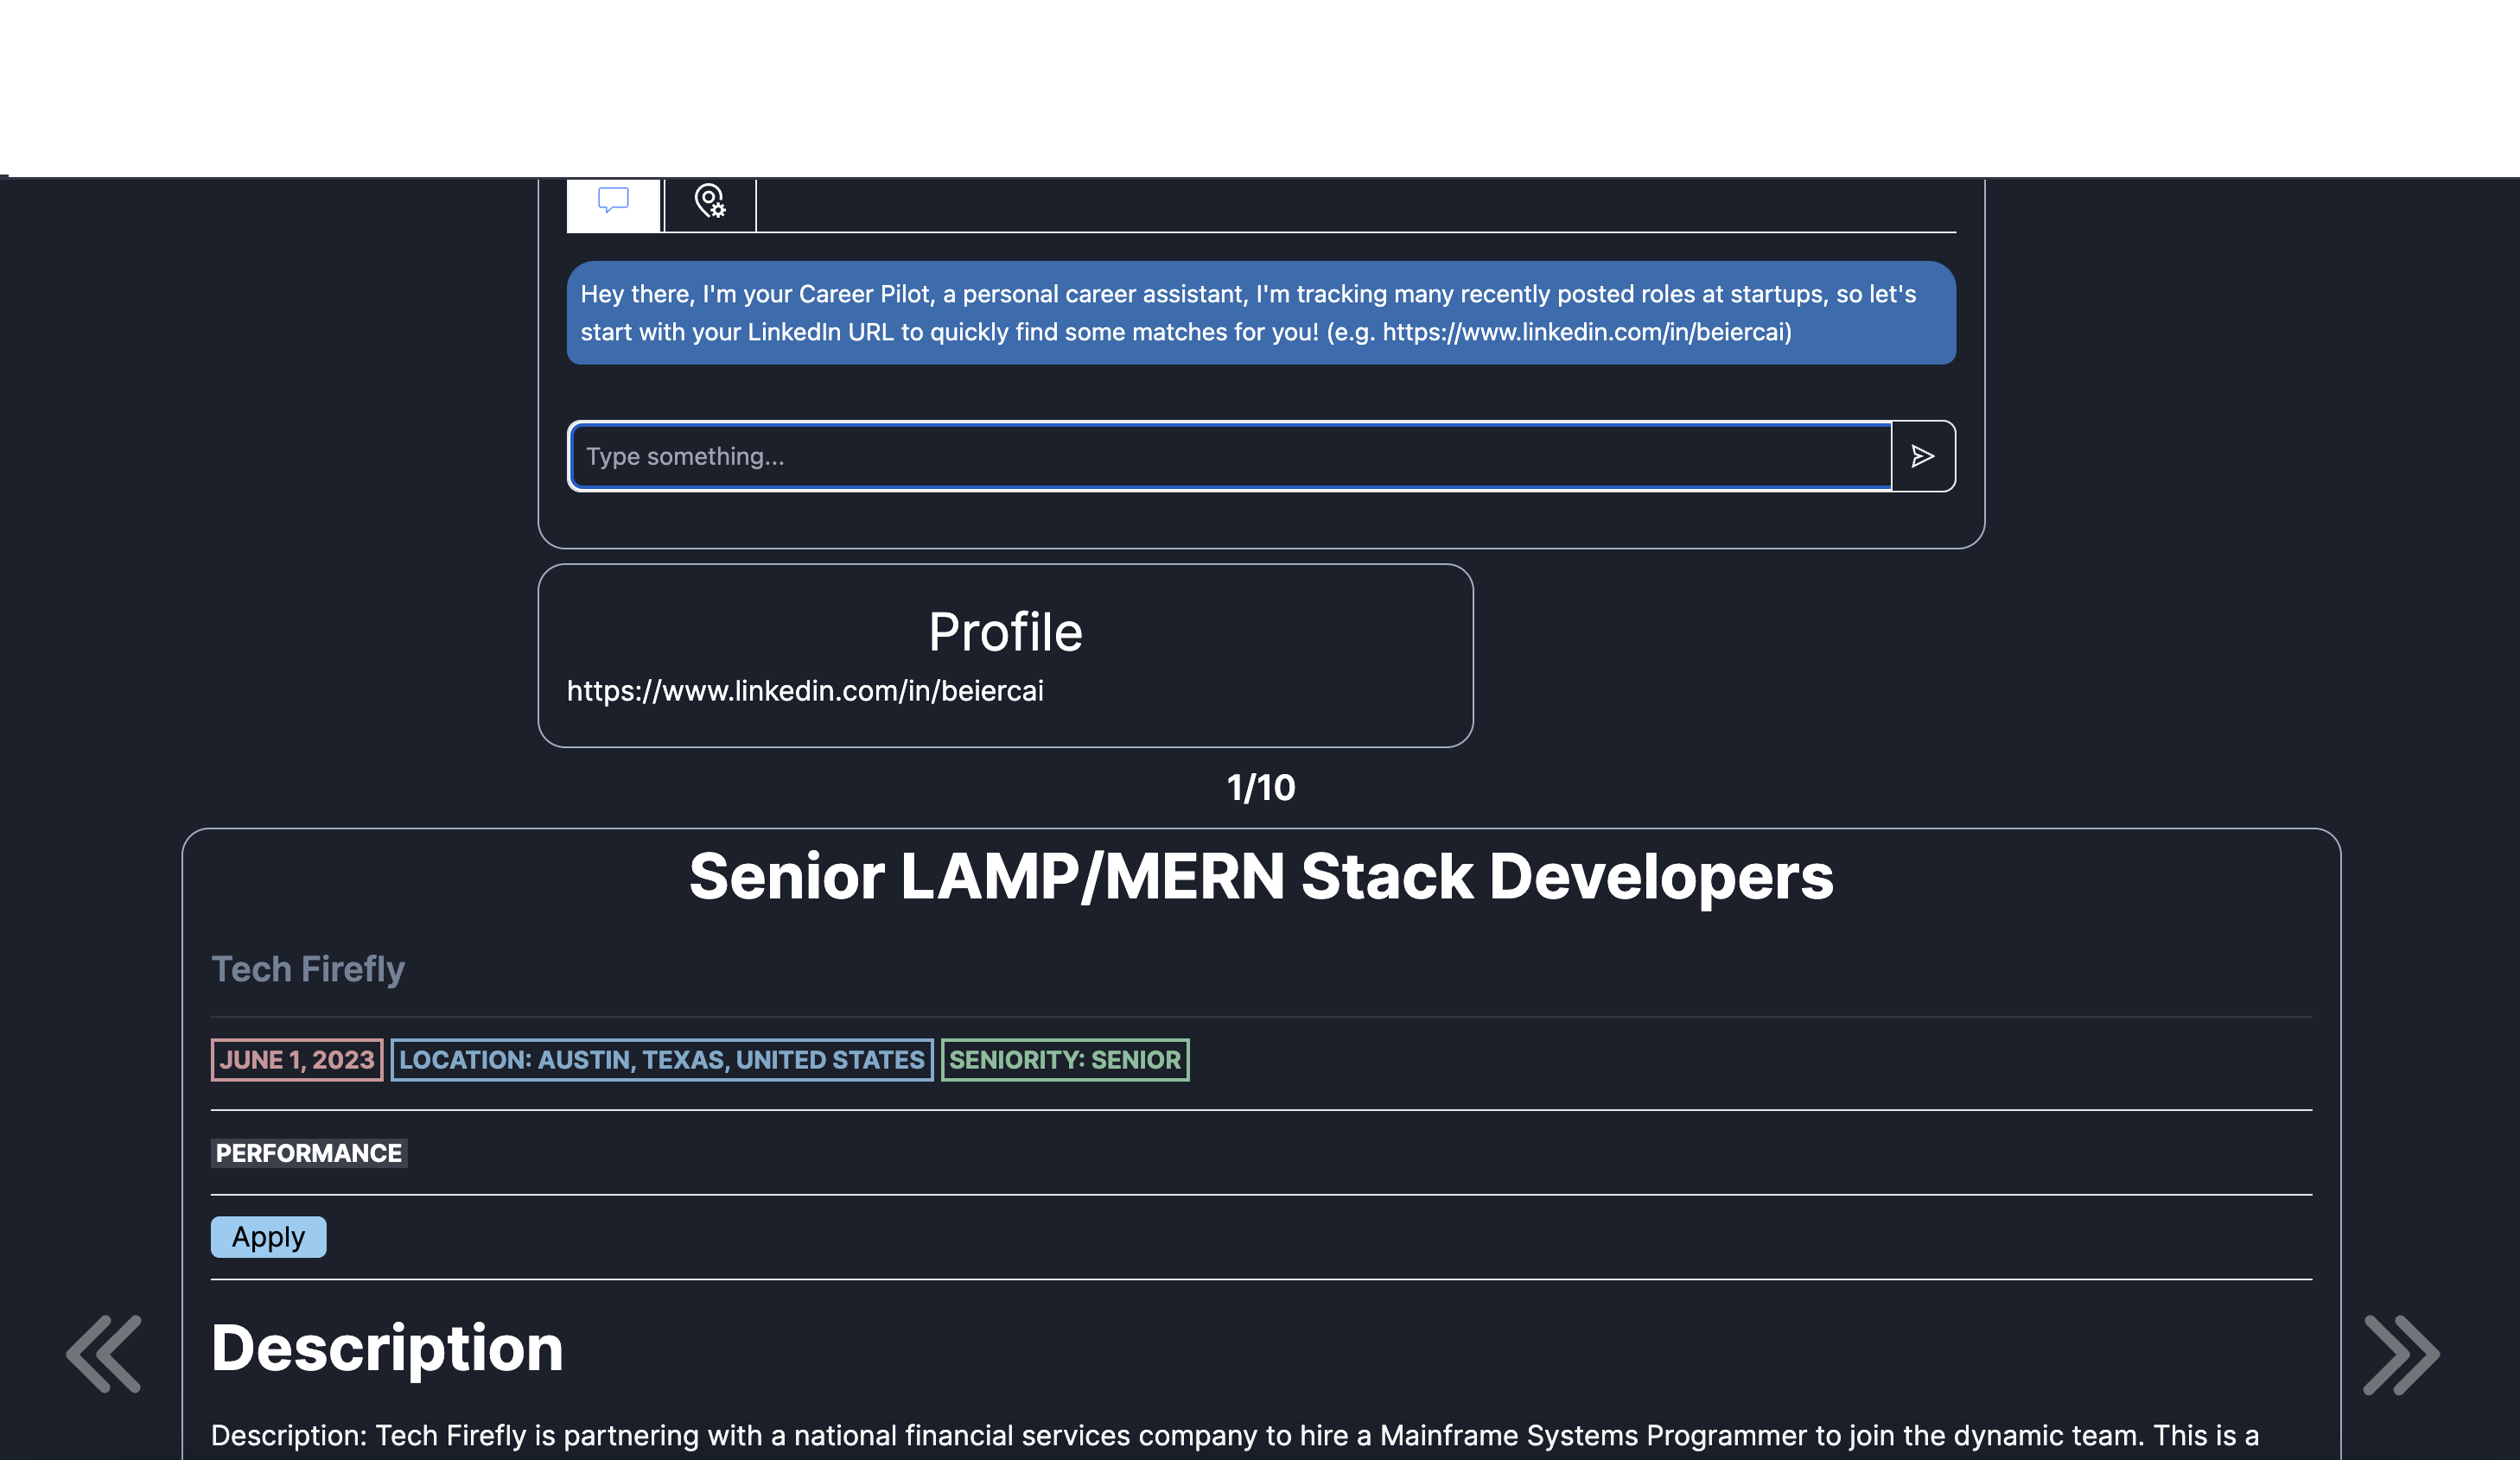 Hey there, I'm your Career Pilot, a personal career assistant, I'm tracking many recently posted roles at startups, so let's
start with your LinkedIn URL to quickly find some matches for you! (e.g. https://www.linkedin.com/in/beiercai)
Type something...
Profile
https://www.linkedin.com/in/beiercai
1/10
Senior LAMP/MERN Stack Developers
Tech Firefly
JUNE 1, 2023 LOCATION: AUSTIN, TEXAS, UNITED STATES SENIORITY: SENIOR
PERFORMANCE
Apply
Description
Description: Tech Firefly is partnering with a national financial services company to hire a Mainframe Systems Programmer to join the dynamic team. This is a